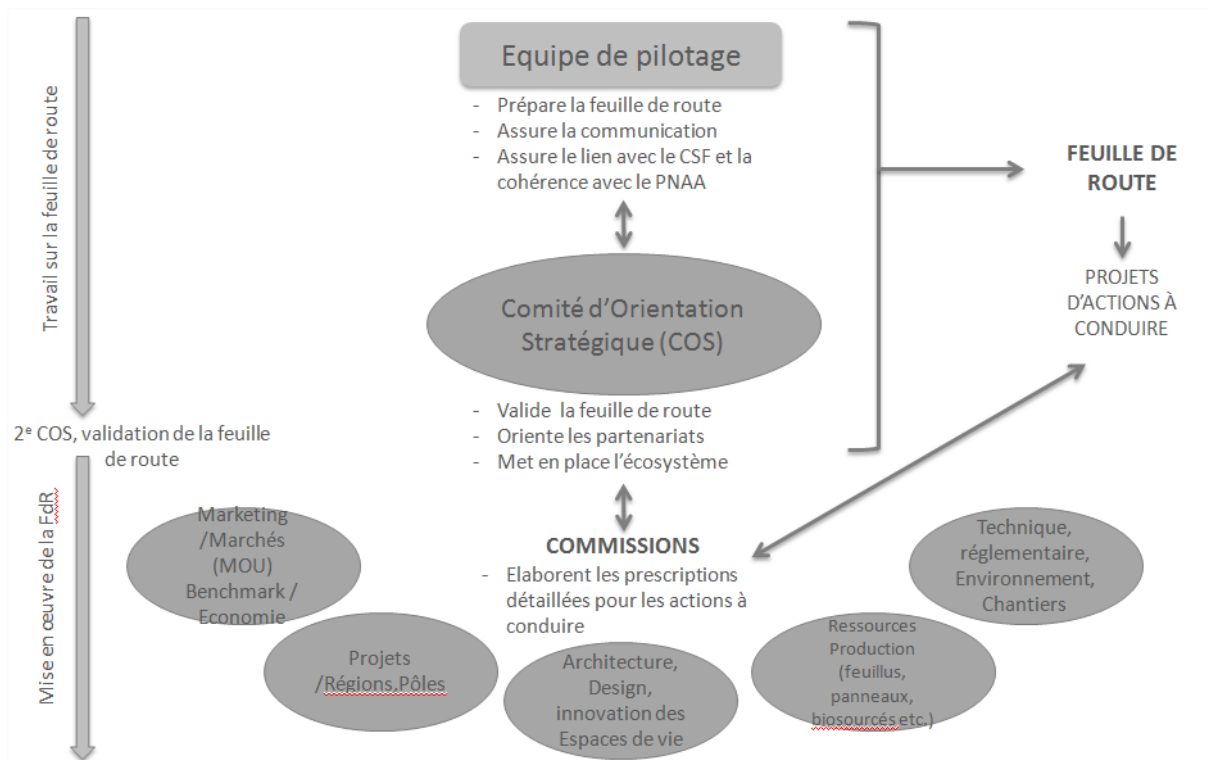 Equipe de pilotage
- Prépare la feuille de route
- Assure la communication
- Assure le lien avec le CSF et la
cohérence avec le PNAA
Travail sur la feuille de route
FEUILLE DE
ROUTE
PROJETS
D’ACTIONS À
CONDUIRE
Comité d’Orientation
Stratégique (COS)
- Valide la feuille de route
- Oriente les partenariats
- Met en place l’écosystème
2e COS, validation de la feuille
de route
Mise en œuvre de la FdR
COMMISSIONS
- Elaborent les prescriptions
détaillées pour les actions à
conduire
Marketing
/Marchés
(MOU)
Benchmark /
Economie
Projets
/Régions,Pôles
Architecture,
Design,
innovation des
Espaces de vie
Ressources
Production
(feuillus,
panneaux,
biosourcés etc.)
Technique,
réglementaire,
Environnement,
Chantiers